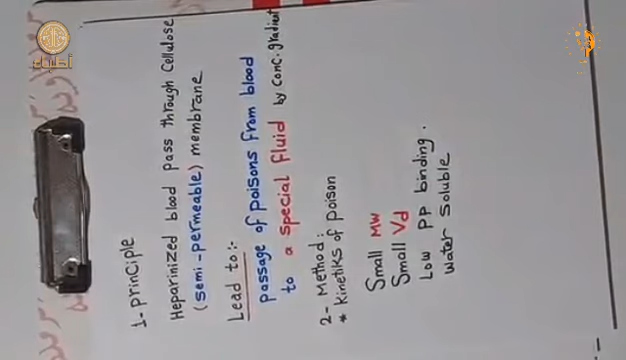 1- principle
Heparinized blood pass through Cellulose
(semi-permeable) membrane
Lead to:-
passage of poisons from blood
to a special fluid by conc. gradient
2- Method:
* kinetiks of poison
Small MW
Small Vd
Low pp binding.
Water soluble
أطباء